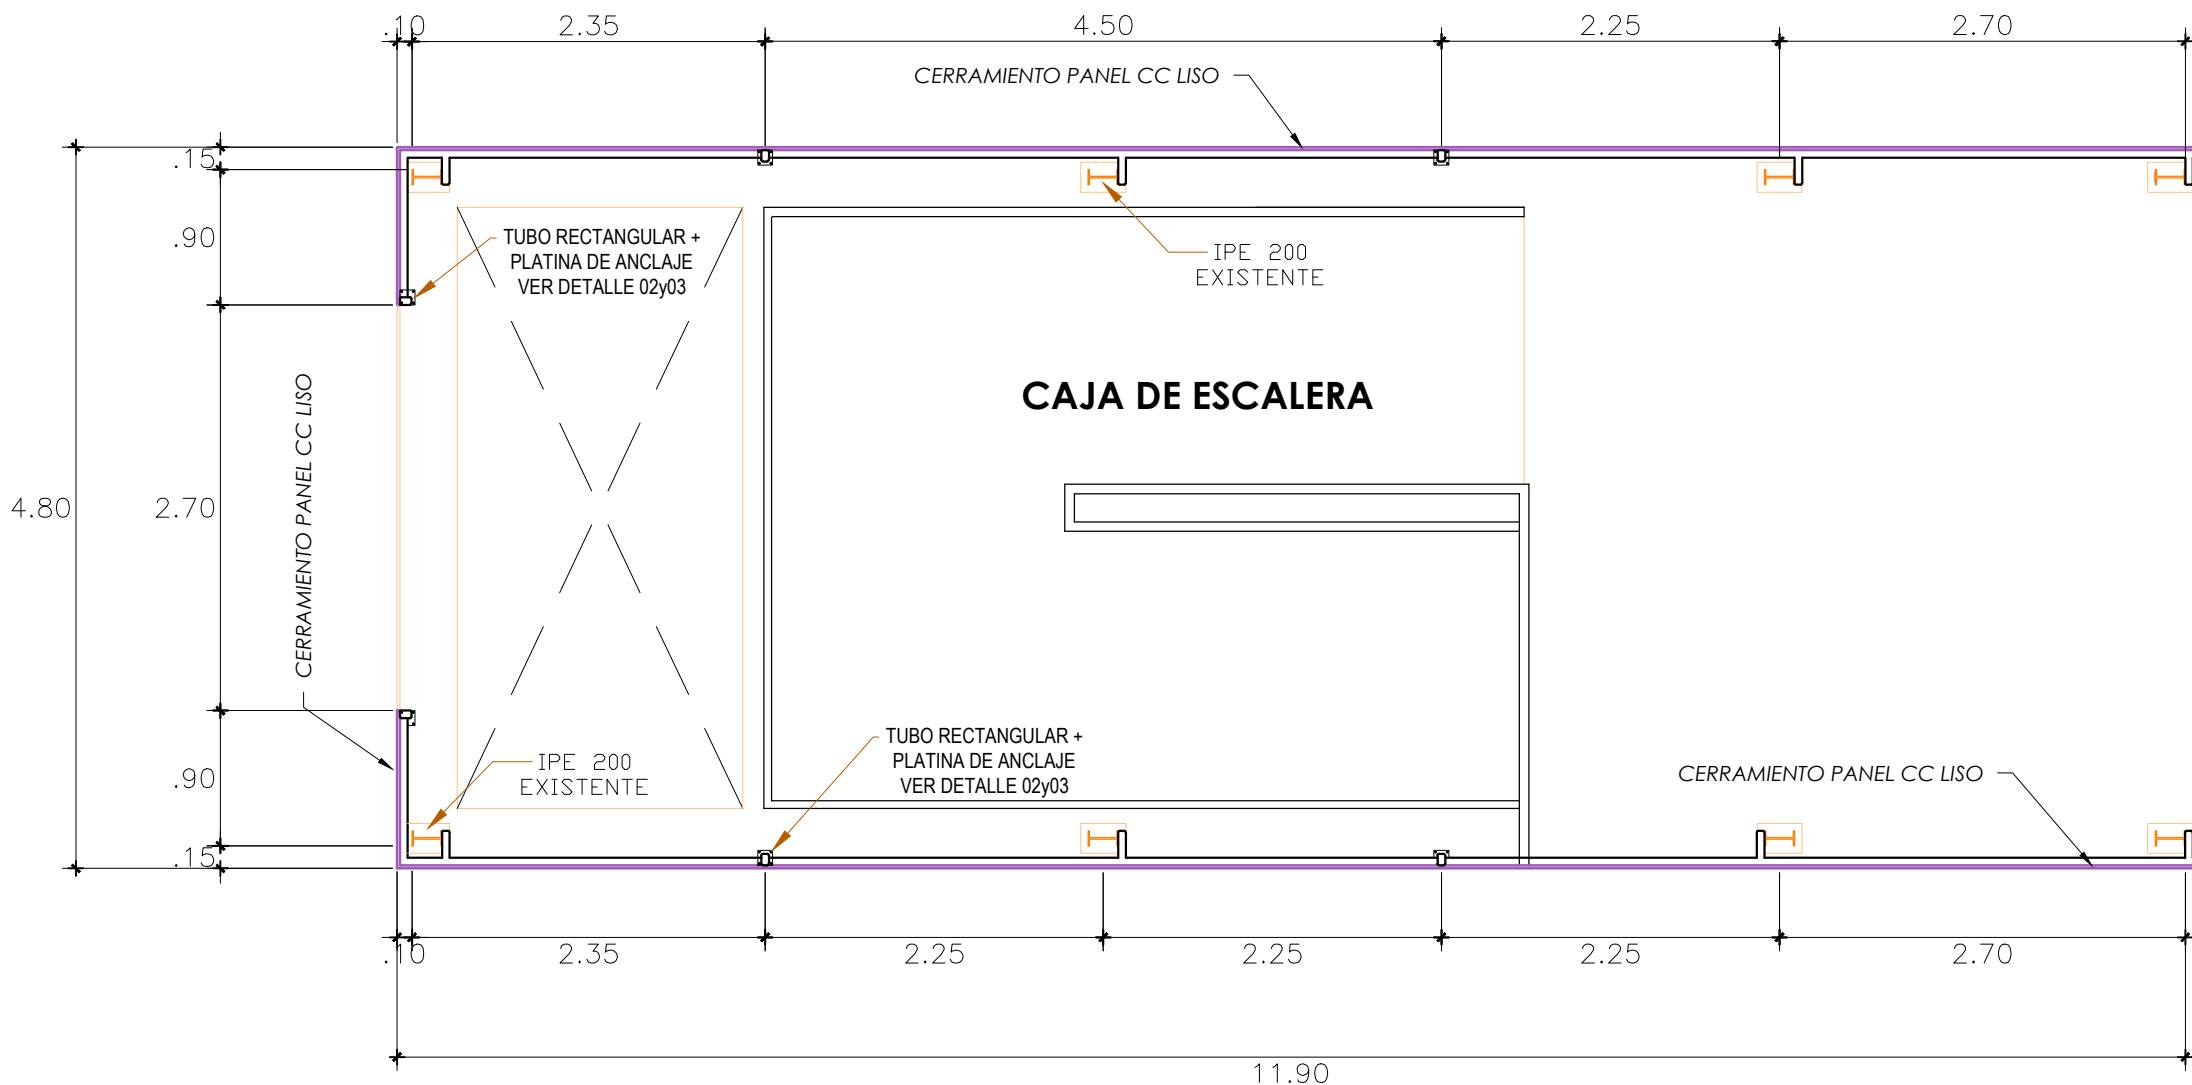 .10
2.35
4.50
2.25
2.70
CERRAMIENTO PANEL CC LISO
.15
.90
2.70
.90
.15
4.80
CERRAMIENTO PANEL CC LISO
TUBO RECTANGULAR +
PLATINA DE ANCLAJE
VER DETALLE 02y03
IPE 200
EXISTENTE
CAJA DE ESCALERA
IPE 200
EXISTENTE
TUBO RECTANGULAR +
PLATINA DE ANCLAJE
VER DETALLE 02y03
CERRAMIENTO PANEL CC LISO
.10
2.35
2.25
2.25
2.25
2.70
11.90